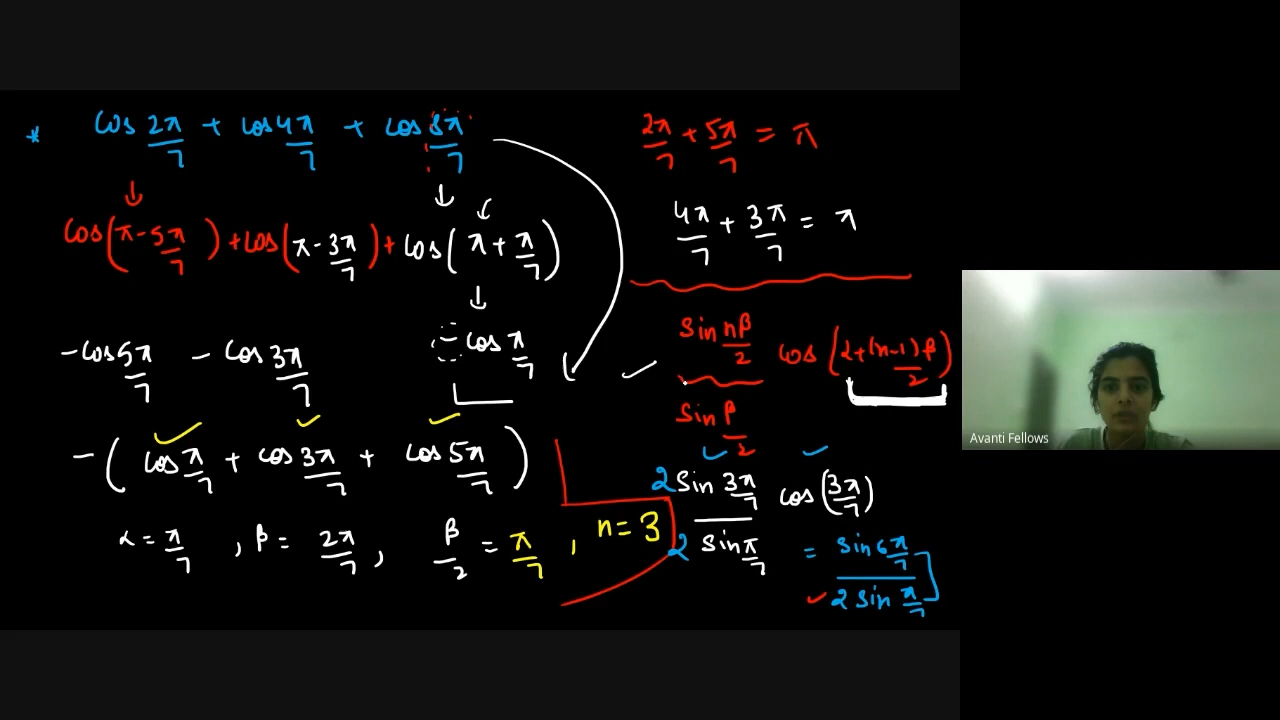 * cos 2π/7 + cos 4π/7 + cos 8π/7
cos(π - 5π/7) + cos(π - 3π/7) + cos(π + π/7)
- cos 5π/7 - cos 3π/7 - cos π/7
- (cos π/7 + cos 3π/7 + cos 5π/7)
α = π/7 , β = 2π/7 , β/2 = π/7 , n = 3
2π/7 + 5π/7 = π
4π/7 + 3π/7 = π
sin nβ/2 / sin β/2 cos (2 + (n-1)β/2)
2 sin 3π/7 / 2 sin π/7 cos (3π/7)
= sin 6π/7 / 2 sin π/7
Avanti Fellows